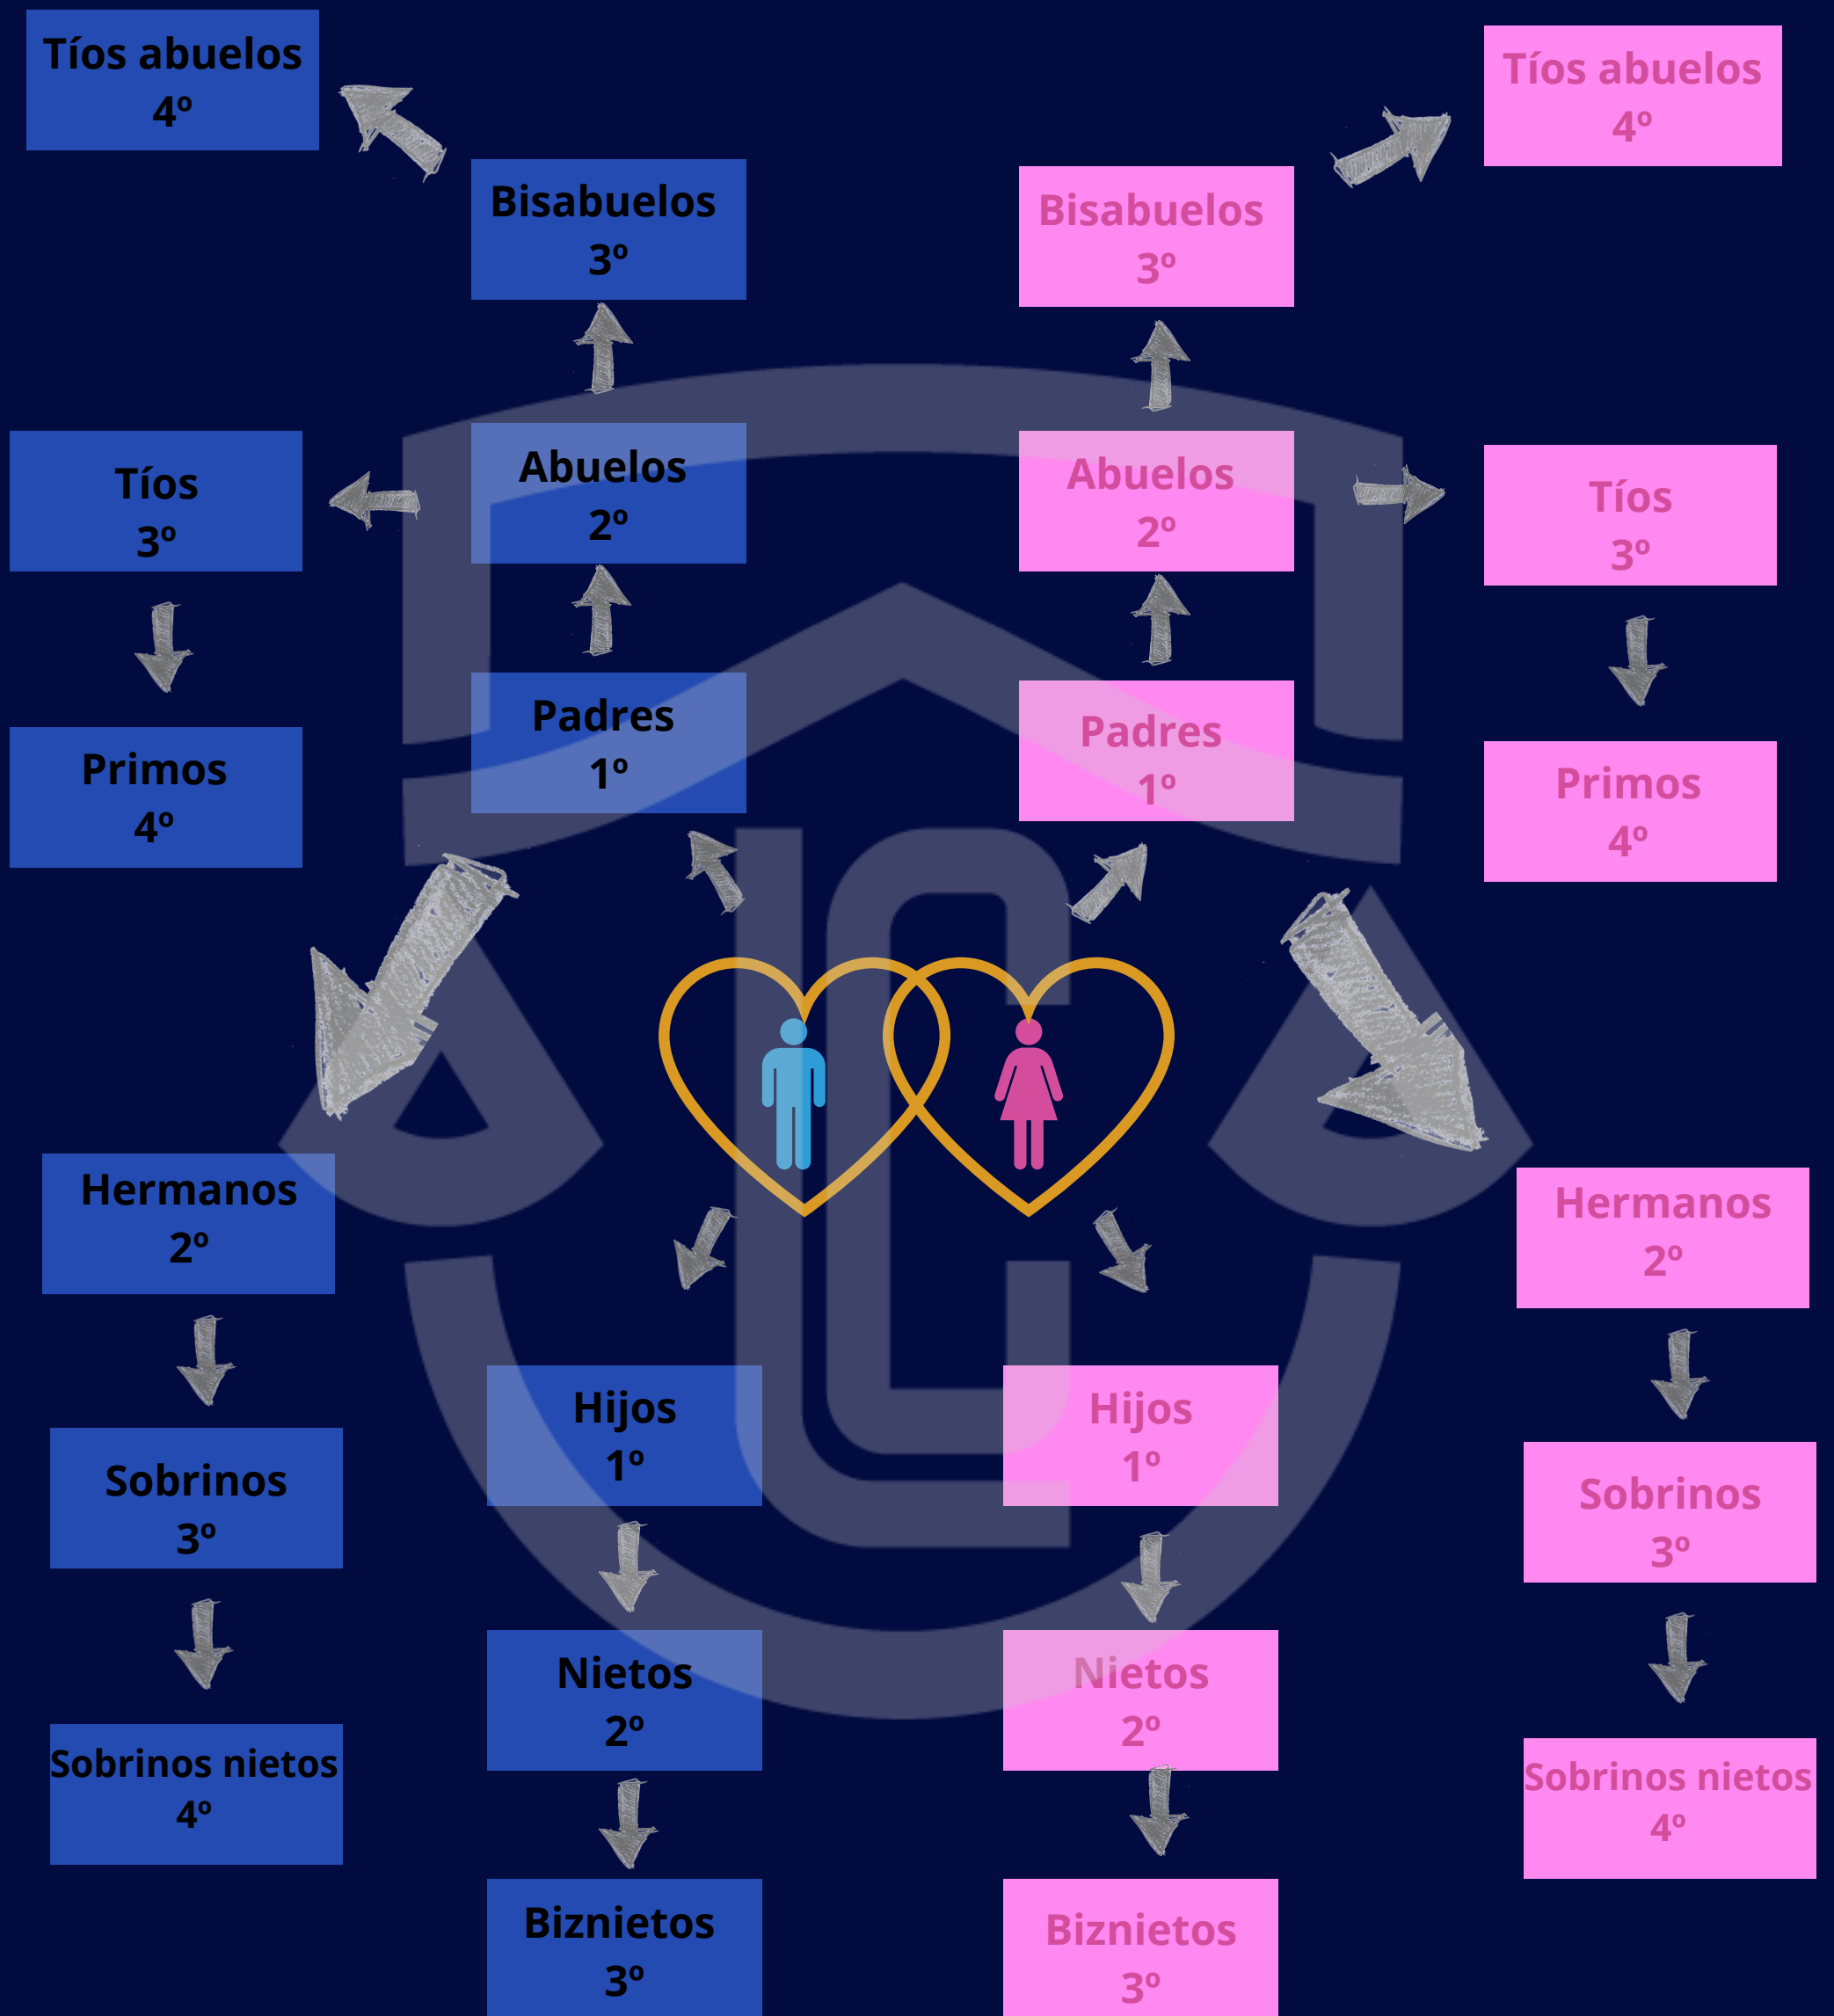 Tíos abuelos
4º
Tíos abuelos
4º
Bisabuelos
3º
Bisabuelos
3º
Tíos
3º
Abuelos
2º
Abuelos
2º
Tíos
3º
Primos
4º
Padres
1º
Padres
1º
Primos
4º
Hermanos
2º
Hermanos
2º
Hijos
1º
Hijos
1º
Sobrinos
3º
Sobrinos
3º
Nietos
2º
Nietos
2º
Sobrinos nietos
4º
Sobrinos nietos
4º
Biznietos
3º
Biznietos
3º